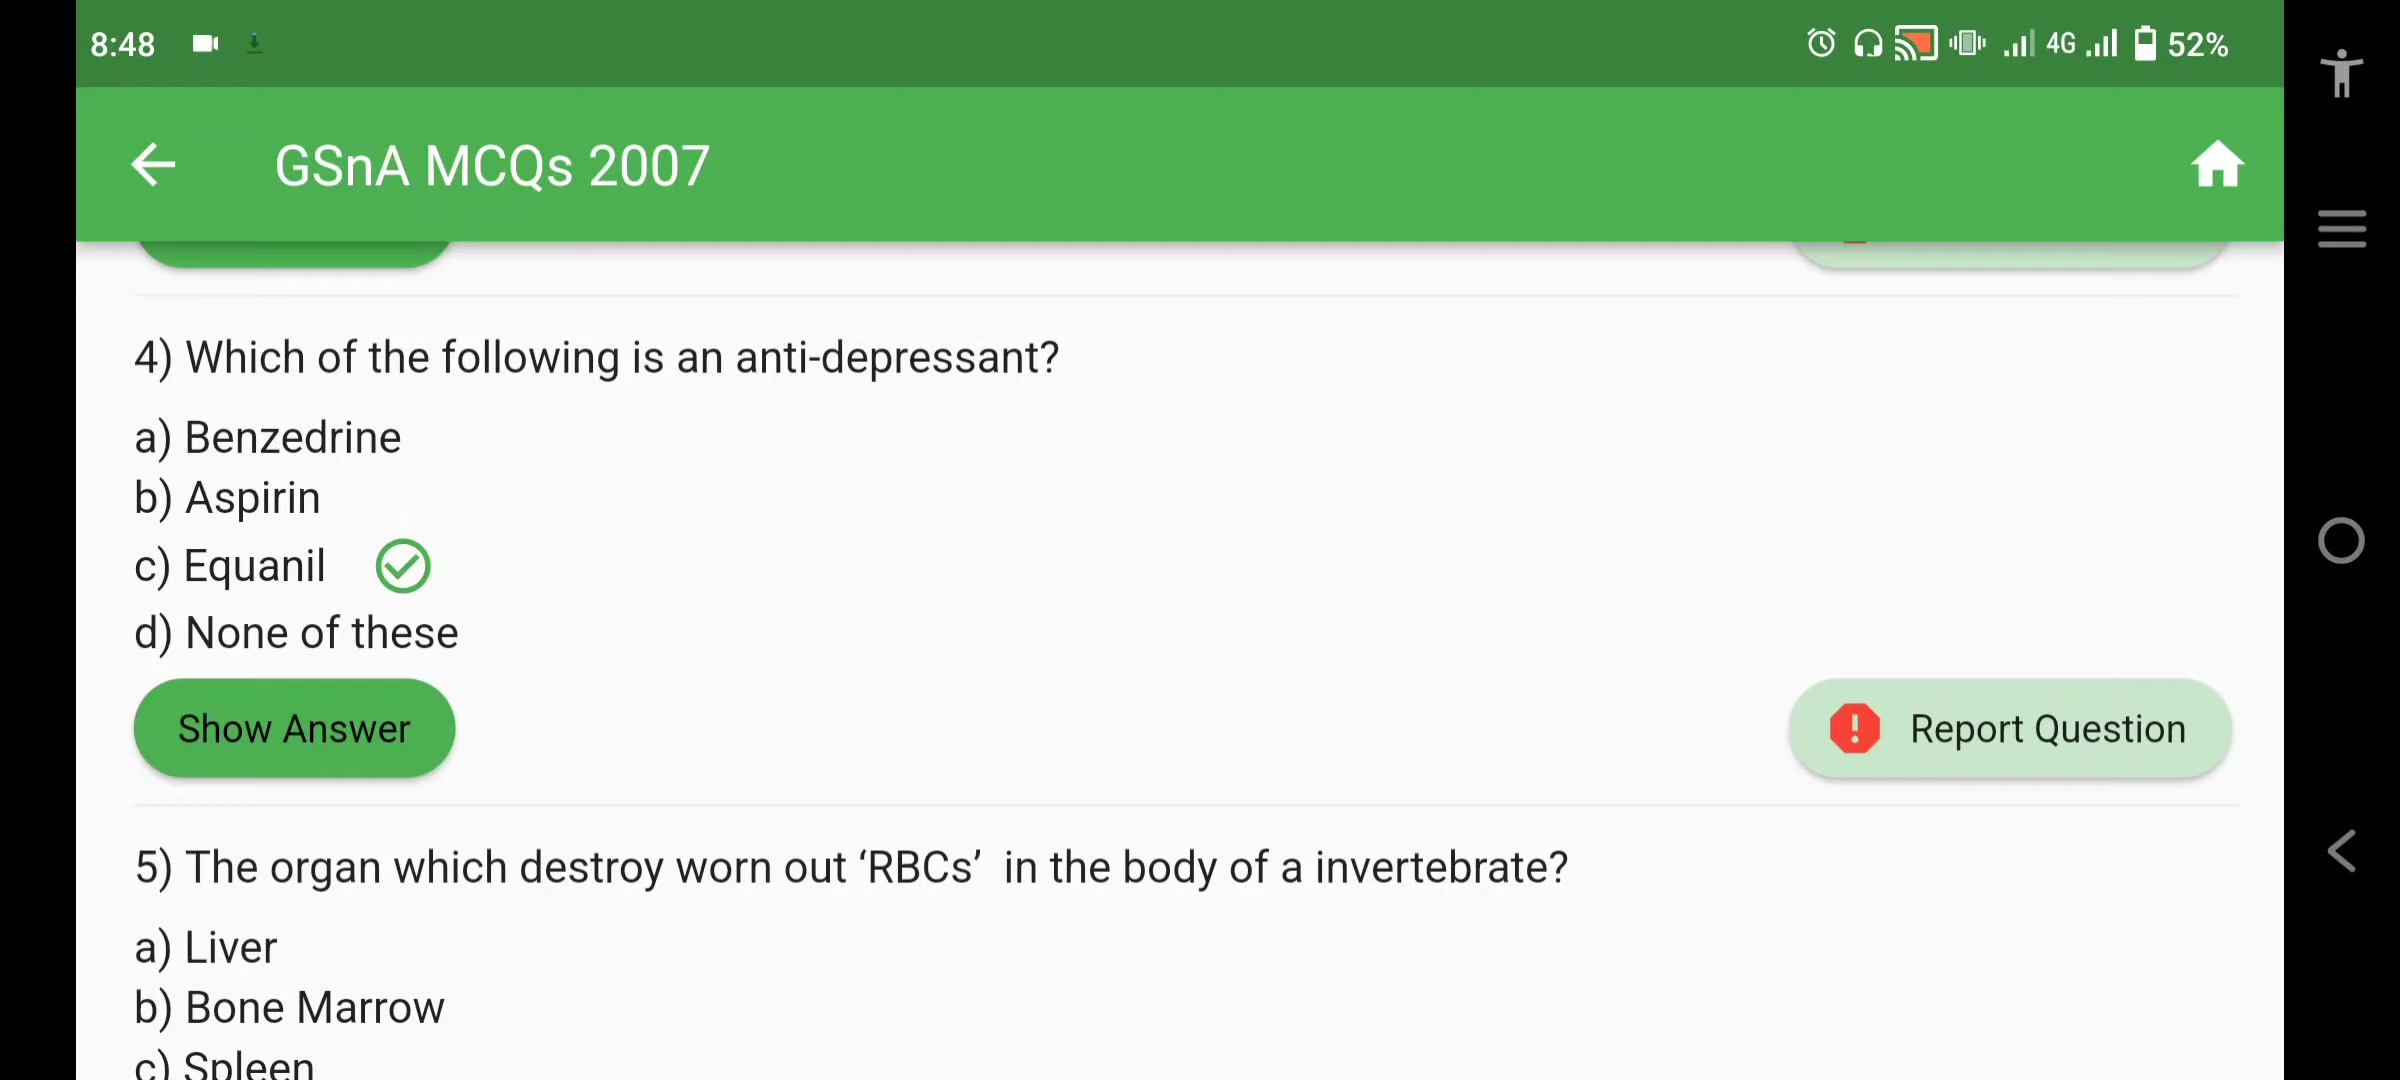 8:48
4G 52%
GSnA MCQs 2007
4) Which of the following is an anti-depressant?
a) Benzedrine
b) Aspirin
c) Equanil
d) None of these
Show Answer
Report Question
5) The organ which destroy worn out ‘RBCs’  in the body of a invertebrate?
a) Liver
b) Bone Marrow
c) Spleen